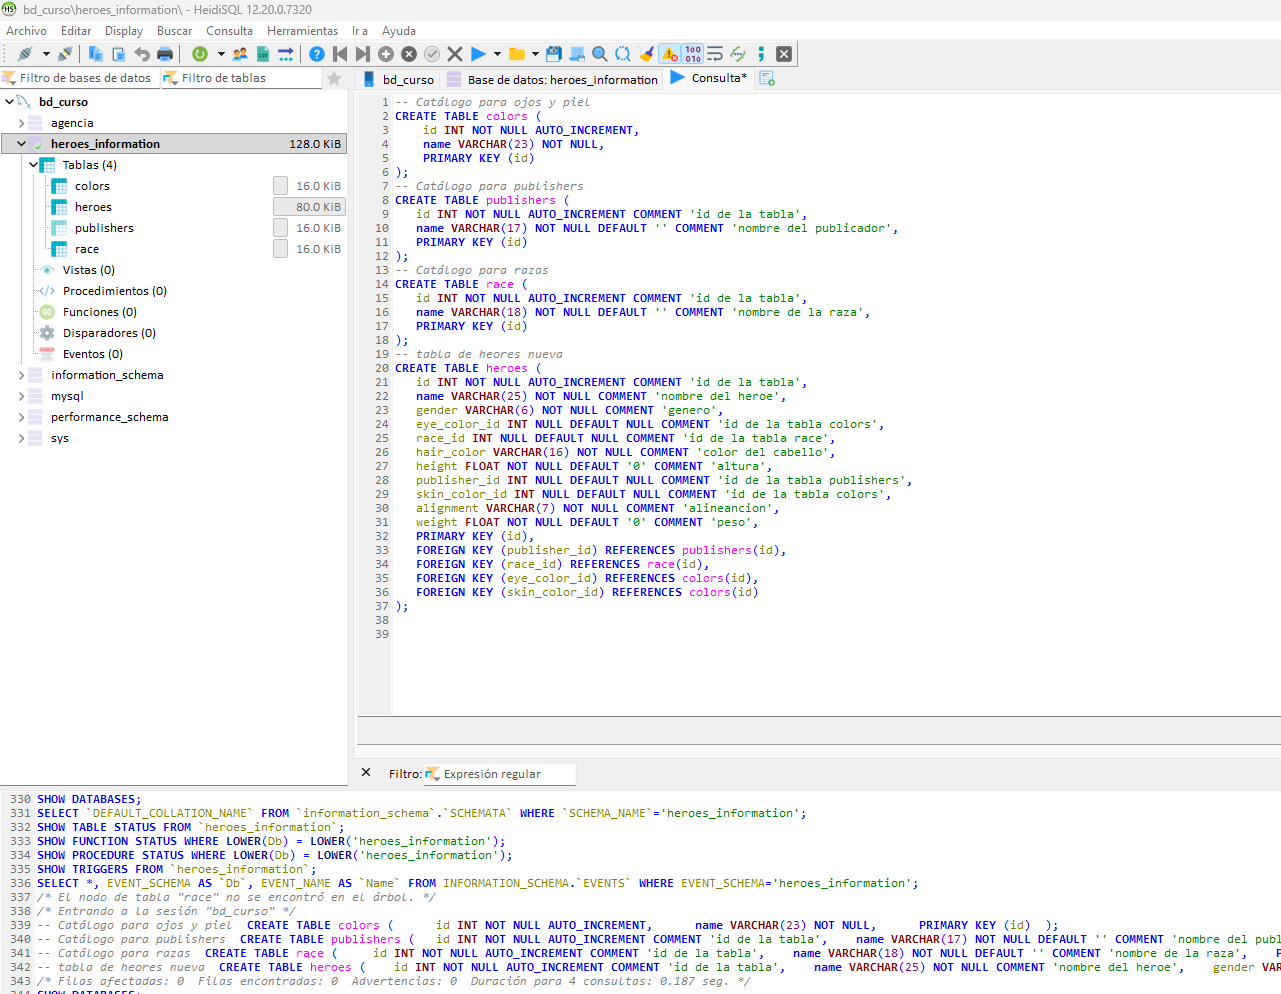 bd_curso\heroes_information\ - HeidiSQL 12.20.0.7320
Archivo Editar Display Buscar Consulta Herramientas Ir a Ayuda
Filtro de bases de datos Filtro de tablas
bd_curso Base de datos: heroes_information Consulta*
bd_curso
agencia
heroes_information 128.0 KiB
Tablas (4)
colors 16.0 KiB
heroes 80.0 KiB
publishers 16.0 KiB
race 16.0 KiB
Vistas (0)
Procedimientos (0)
Funciones (0)
Disparadores (0)
Eventos (0)
information_schema
mysql
performance_schema
sys
1 -- Catálogo para ojos y piel
2 CREATE TABLE colors (
3 id INT NOT NULL AUTO_INCREMENT,
4 name VARCHAR(23) NOT NULL,
5 PRIMARY KEY (id)
6 );
7 -- Catálogo para publishers
8 CREATE TABLE publishers (
9 id INT NOT NULL AUTO_INCREMENT COMMENT 'id de la tabla',
10 name VARCHAR(17) NOT NULL DEFAULT '' COMMENT 'nombre del publicador',
11 PRIMARY KEY (id)
12 );
13 -- Catálogo para razas
14 CREATE TABLE race (
15 id INT NOT NULL AUTO_INCREMENT COMMENT 'id de la tabla',
16 name VARCHAR(18) NOT NULL DEFAULT '' COMMENT 'nombre de la raza',
17 PRIMARY KEY (id)
18 );
19 -- tabla de heores nueva
20 CREATE TABLE heroes (
21 id INT NOT NULL AUTO_INCREMENT COMMENT 'id de la tabla',
22 name VARCHAR(25) NOT NULL COMMENT 'nombre del heroe',
23 gender VARCHAR(6) NOT NULL COMMENT 'genero',
24 eye_color_id INT NULL DEFAULT NULL COMMENT 'id de la tabla colors',
25 race_id INT NULL DEFAULT NULL COMMENT 'id de la tabla race',
26 hair_color VARCHAR(16) NOT NULL COMMENT 'color del cabello',
27 height FLOAT NOT NULL DEFAULT '0' COMMENT 'altura',
28 publisher_id INT NULL DEFAULT NULL COMMENT 'id de la tabla publishers',
29 skin_color_id INT NULL DEFAULT NULL COMMENT 'id de la tabla colors',
30 alignment VARCHAR(7) NOT NULL COMMENT 'alineancion',
31 weight FLOAT NOT NULL DEFAULT '0' COMMENT 'peso',
32 PRIMARY KEY (id),
33 FOREIGN KEY (publisher_id) REFERENCES publishers(id),
34 FOREIGN KEY (race_id) REFERENCES race(id),
35 FOREIGN KEY (eye_color_id) REFERENCES colors(id),
36 FOREIGN KEY (skin_color_id) REFERENCES colors(id)
37 );
38
39
Filtro: Expresión regular
330 SHOW DATABASES;
331 SELECT `DEFAULT_COLLATION_NAME` FROM `information_schema`.`SCHEMATA` WHERE `SCHEMA_NAME`='heroes_information';
332 SHOW TABLE STATUS FROM `heroes_information`;
333 SHOW FUNCTION STATUS WHERE LOWER(Db) = LOWER('heroes_information');
334 SHOW PROCEDURE STATUS WHERE LOWER(Db) = LOWER('heroes_information');
335 SHOW TRIGGERS FROM `heroes_information`;
336 SELECT *, EVENT_SCHEMA AS `Db`, EVENT_NAME AS `Name` FROM INFORMATION_SCHEMA.`EVENTS` WHERE EVENT_SCHEMA='heroes_information';
337 /* El nodo de tabla "race" no se encontró en el árbol. */
338 /* Entrando a la sesión "bd_curso" */
339 -- Catálogo para ojos y piel CREATE TABLE colors ( id INT NOT NULL AUTO_INCREMENT, name VARCHAR(23) NOT NULL, PRIMARY KEY (id) );
340 -- Catálogo para publishers CREATE TABLE publishers ( id INT NOT NULL AUTO_INCREMENT COMMENT 'id de la tabla', name VARCHAR(17) NOT NULL DEFAULT '' COMMENT 'nombre del publ
341 -- Catálogo para razas CREATE TABLE race ( id INT NOT NULL AUTO_INCREMENT COMMENT 'id de la tabla', name VARCHAR(18) NOT NULL DEFAULT '' COMMENT 'nombre de la raza', P
342 -- tabla de heores nueva CREATE TABLE heroes ( id INT NOT NULL AUTO_INCREMENT COMMENT 'id de la tabla', name VARCHAR(25) NOT NULL COMMENT 'nombre del heroe', gender VAR
343 /* Filas afectadas: 0 Filas encontradas: 0 Advertencias: 0 Duración para 4 consultas: 0.187 seg. */
344 SHOW DATABASES;